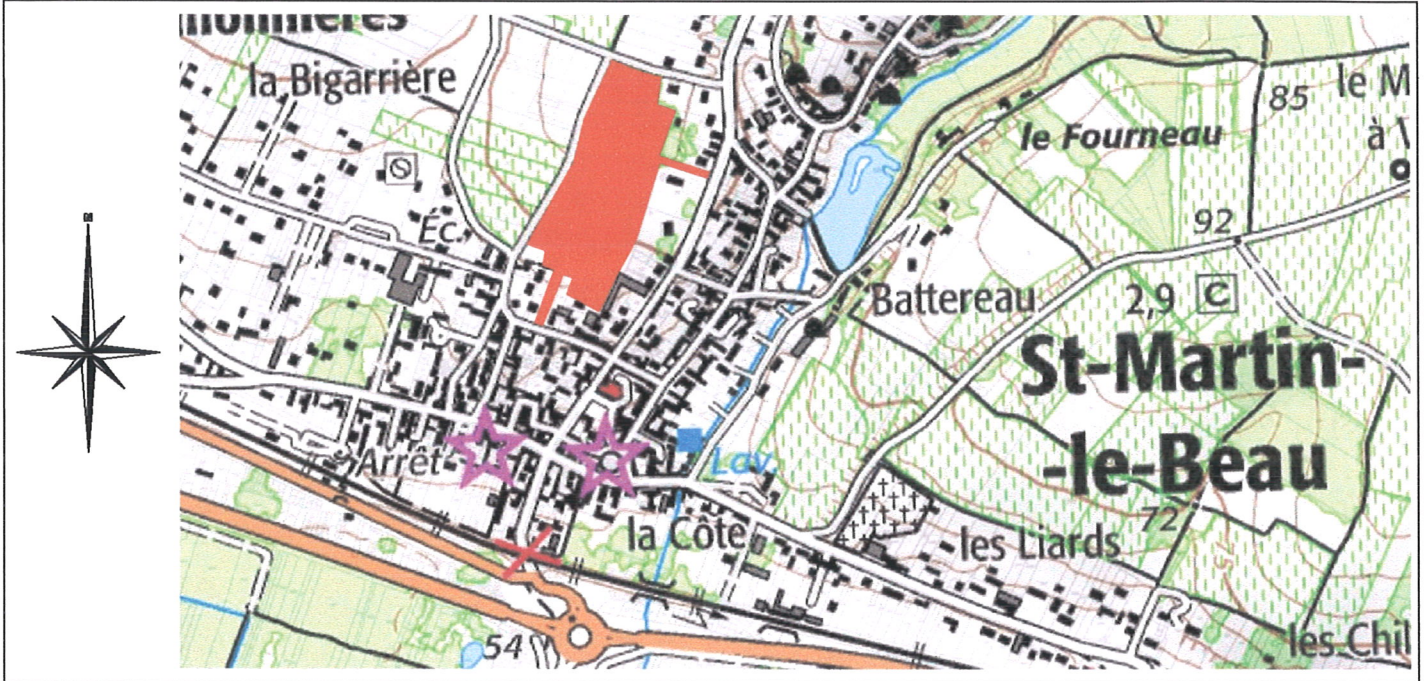 la Bigarrière
85
le M
le Fourneau
à
Éc.
92
Battereau
2,9
C
St-Martin-
-le-Beau
Arrêt
Lav.
72
la Côte
les Liards
54
les Chil